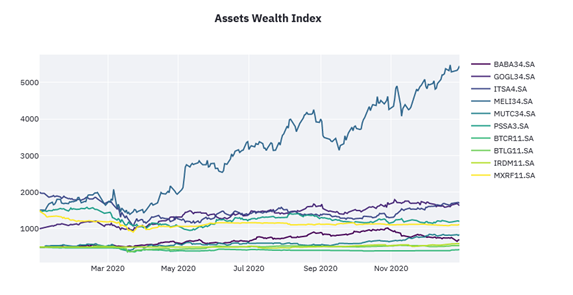 Assets Wealth Index
5000
4000
3000
2000
1000
Mar 2020 May 2020 Jul 2020 Sep 2020 Nov 2020
BABA34.SA
GOGL34.SA
ITSA4.SA
MELI34.SA
MUTC34.SA
PSSA3.SA
BTCR11.SA
BTLG11.SA
IRDM11.SA
MXRF11.SA